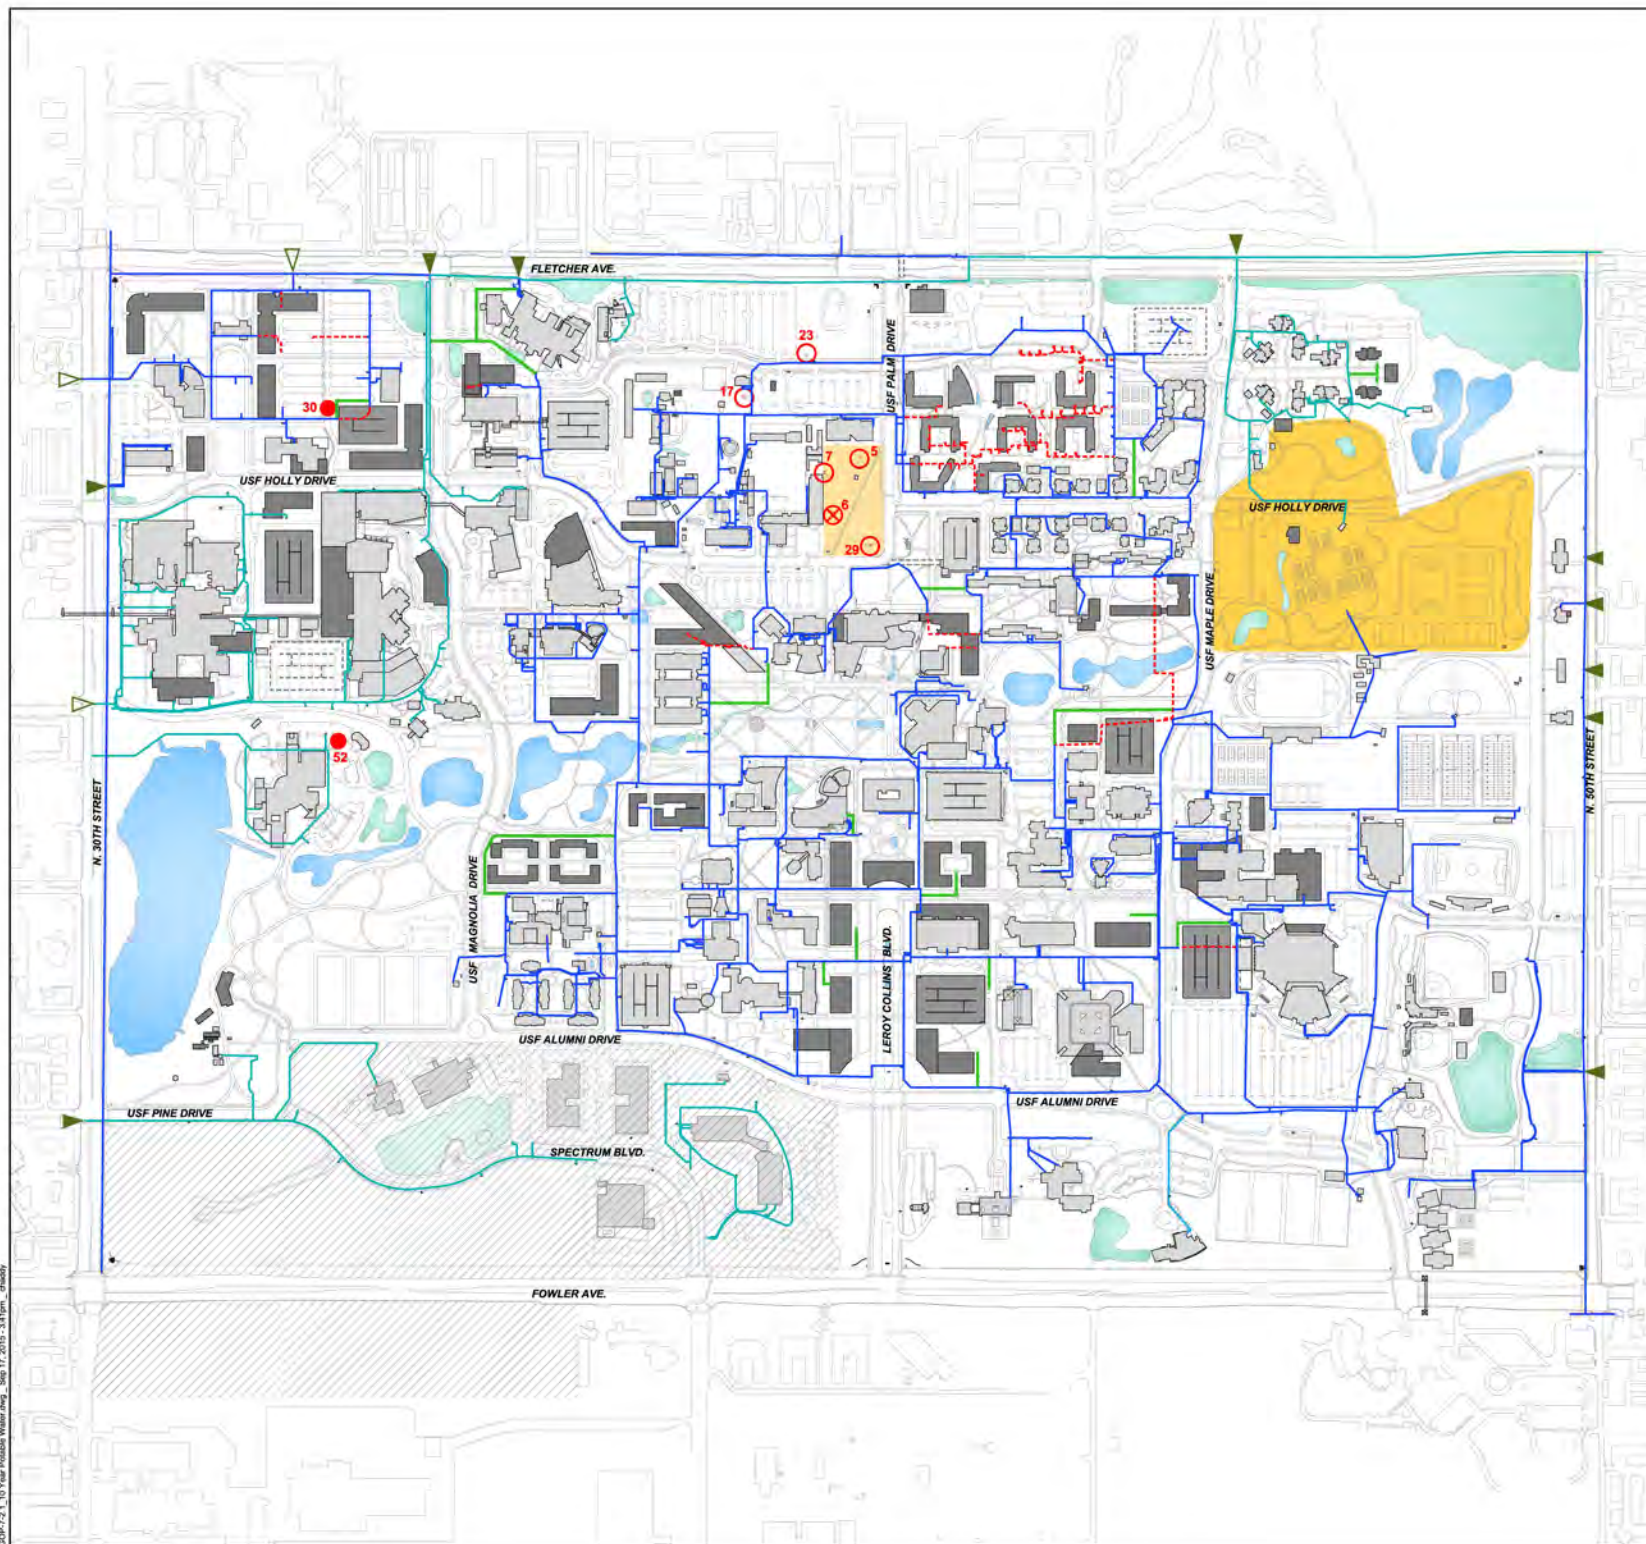 FLETCHER AVE.
23
USF PALM DRIVE
17
30
5
7
USF HOLLY DRIVE
6
USF HOLLY DRIVE
29
USF MAPLE DRIVE
52
N. 30TH STREET
N. 50TH STREET
USF MAGNOLIA DRIVE
LEROY COLLINS BLVD.
USF ALUMNI DRIVE
USF ALUMNI DRIVE
USF PINE DRIVE
SPECTRUM BLVD.
FOWLER AVE.